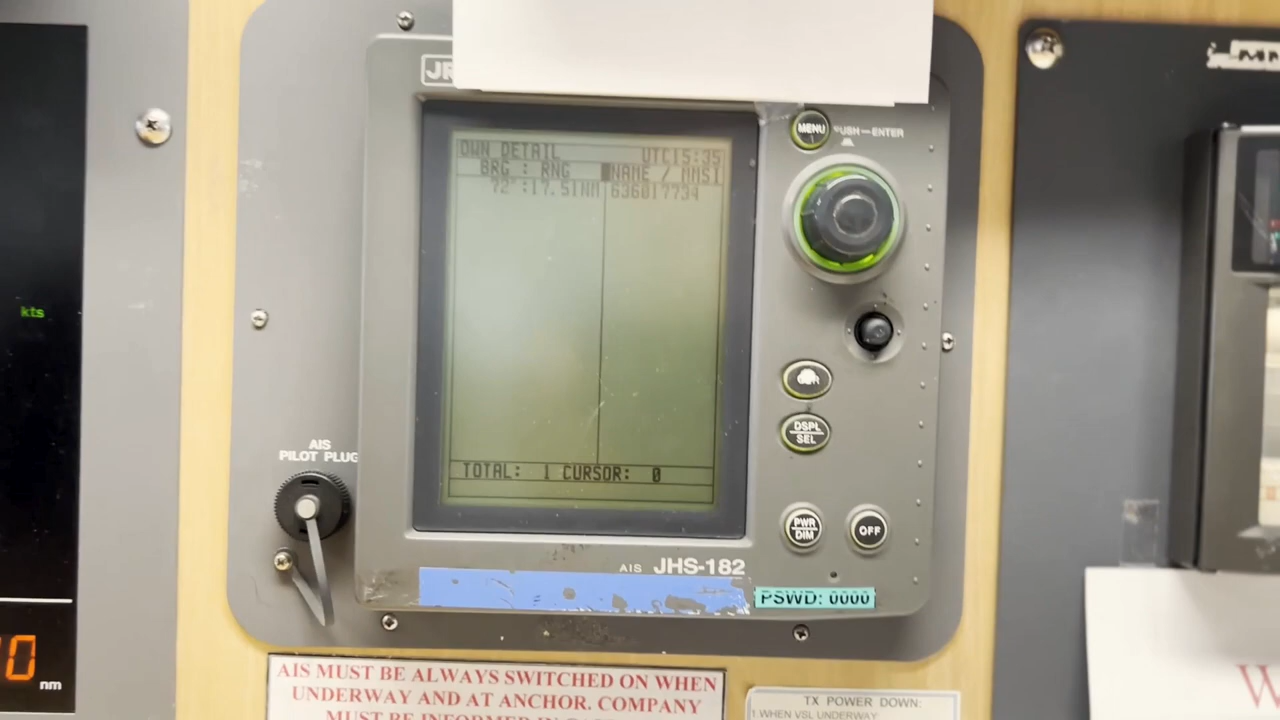 JR
OWN DETAIL UTC15:35
BRG : RNG NAME / MMSI
72° :17.51NM 636017734
TOTAL: 1 CURSOR: 0
MENU
PUSH—ENTER
CLR
DSPL
SEL
PWR
DIM
OFF
AIS
PILOT PLUG
AIS JHS-182
PSWD: 0000
kts
0
nm
AIS MUST BE ALWAYS SWITCHED ON WHEN
UNDERWAY AND AT ANCHOR. COMPANY
MUST BE INFORMED IN
TX POWER DOWN:
1.WHEN VSL UNDERWAY:
W